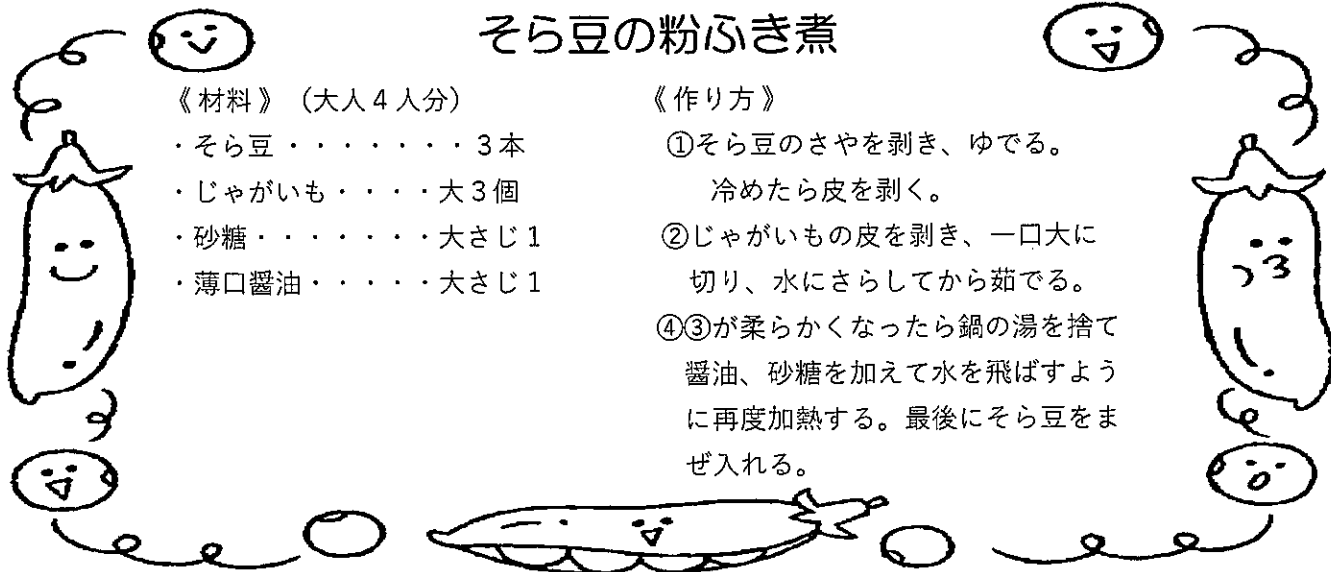 そら豆の粉ふき煮
《材料》（大人４人分）
・そら豆・・・・・・・３本
・じゃがいも・・・・大３個
・砂糖・・・・・・・大さじ１
・薄口醤油・・・・・大さじ１
《作り方》
①そら豆のさやを剥き、ゆでる。
冷めたら皮を剥く。
②じゃがいもの皮を剥き、一口大に
切り、水にさらしてから茹でる。
④③が柔らかくなったら鍋の湯を捨て
醤油、砂糖を加えて水を飛ばすよう
に再度加熱する。最後にそら豆をま
ぜ入れる。